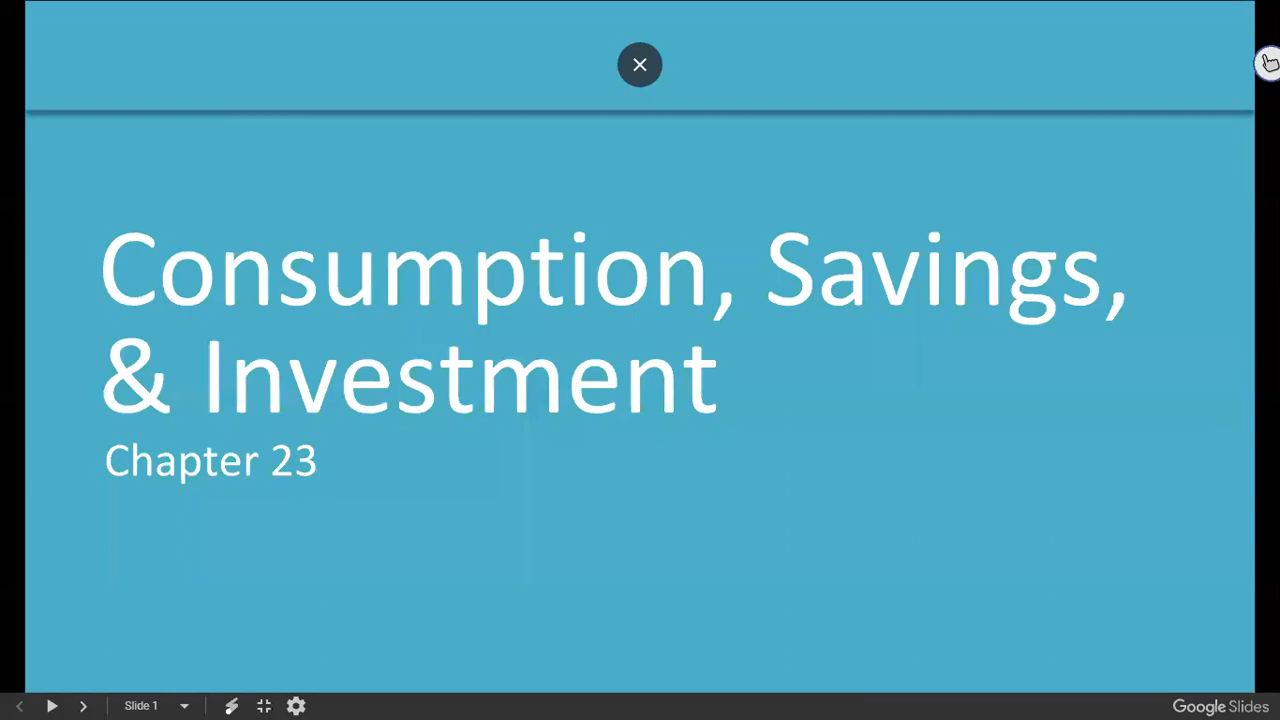 Consumption, Savings,
& Investment
Chapter 23
Slide 1
Google Slides